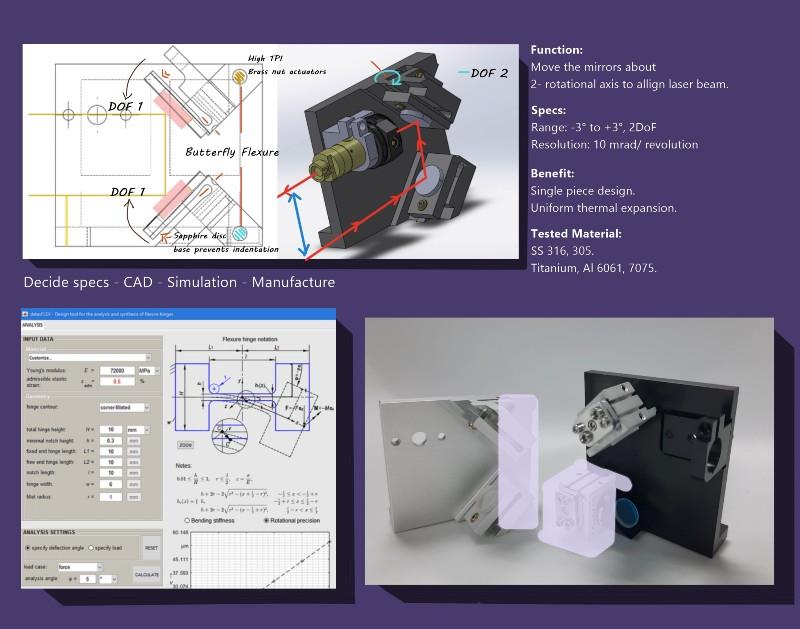 High TPI
Brass nut actuators
DOF 1
DOF 2
Butterfly Flexure
DOF 1
Sapphire disc
base prevents indentation
Function:
Move the mirrors about
2- rotational axis to allign laser beam.
Specs:
Range: -3° to +3°, 2DoF
Resolution: 10 mrad/ revolution
Benefit:
Single piece design.
Uniform thermal expansion.
Tested Material:
SS 316, 305.
Titanium, Al 6061, 7075.
Decide specs - CAD - Simulation - Manufacture
Design tool for the analysis and synthesis of flexure hinges
ANALYSIS
INPUT DATA
Material
Customize...
Young's modulus: E = 72000 MPa
admissible elastic
strain: 0.5 %
Geometry
hinge contour: corner-filleted
total hinge height: H = 10 mm
minimal notch height: h = 0.3 mm
fixed end hinge length: L1 = 10 mm
free end hinge length: L2 = 10 mm
notch length: l = 10 mm
hinge width: w = 6 mm
fillet radius: r = 1 mm
ANALYSIS SETTINGS
specify deflection angle specify load RESET
load case: force
analysis angle: φ = 5 ° CALCULATE
Flexure hinge notation
L1 L2
ZOOM
Notes:
Bending stiffness Rotational precision
60.146
µm
45.111
37.593
30.074